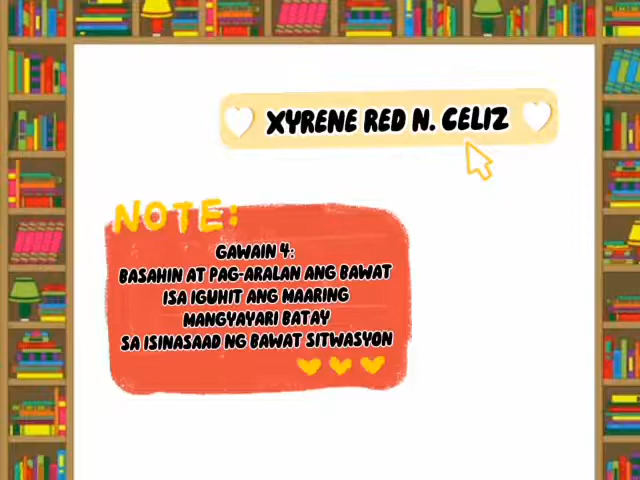 XYRENE RED N. CELIZ
NOTE:
GAWAIN 4:
BASAHIN AT PAG-ARALAN ANG BAWAT
ISA IGUHIT ANG MAARING
MANGYAYARI BATAY
SA ISINASAAD NG BAWAT SITWASYON